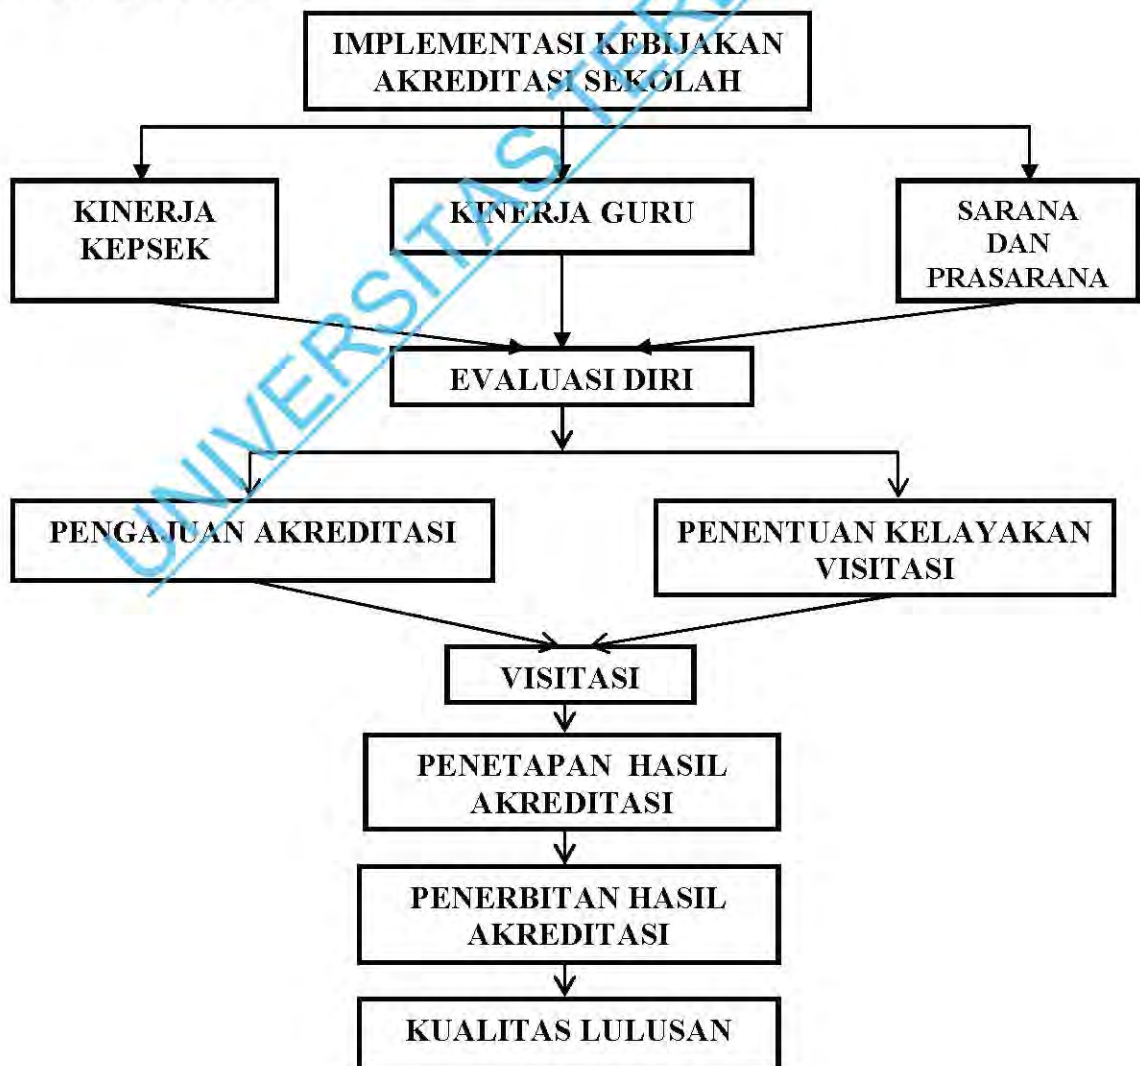 IMPLEMENTASI KEBIJAKAN
AKREDITASI SEKOLAH
KINERJA
KEPSEK
KINERJA GURU
SARANA
DAN
PRASARANA
EVALUASI DIRI
PENGAJUAN AKREDITASI
PENENTUAN KELAYAKAN
VISITASI
VISITASI
PENETAPAN HASIL
AKREDITASI
PENERBITAN HASIL
AKREDITASI
KUALITAS LULUSAN
UNIVERSITAS